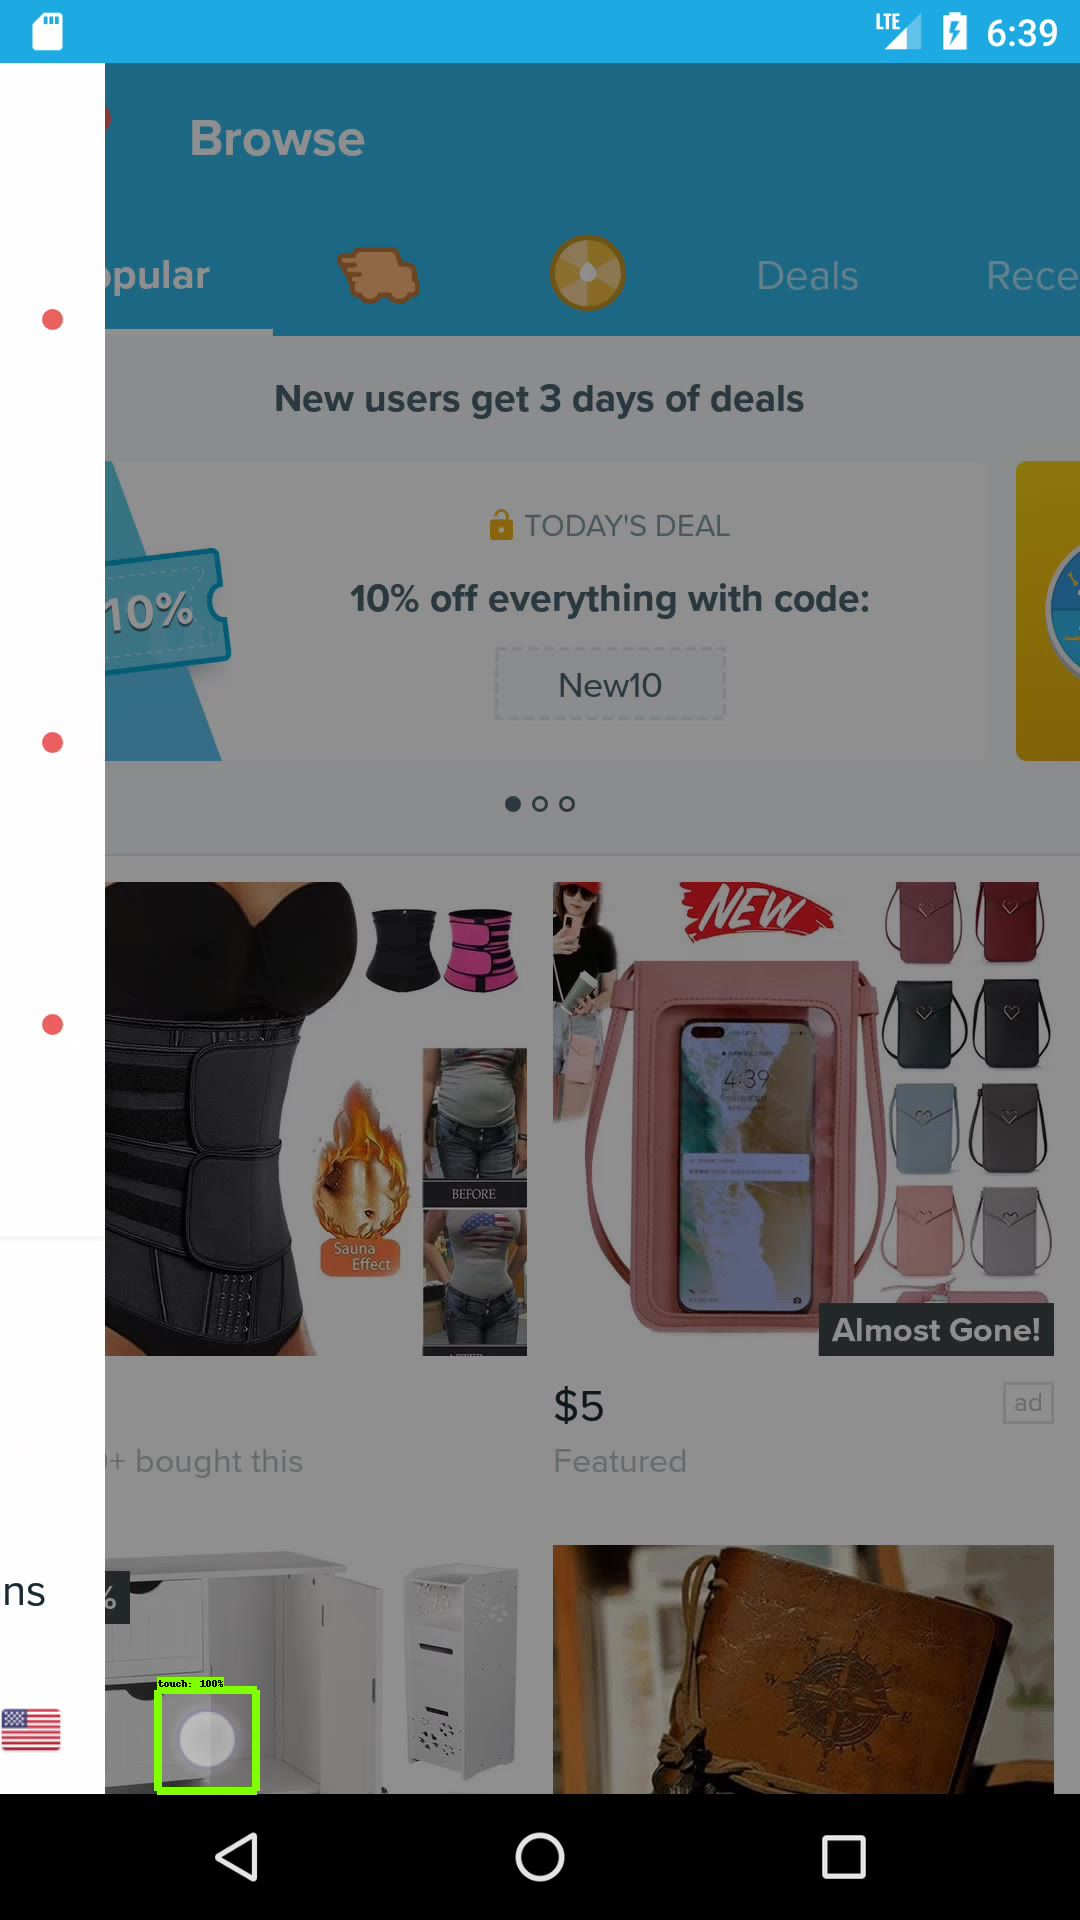 LTE 6:39
Browse
opular
Deals
Rece
New users get 3 days of deals
TODAY'S DEAL
10% off everything with code:
10%
New10
NEW
4:39
BEFORE
Sauna
Effect
Almost Gone!
$5
ad
+ bought this
Featured
ns
%
touch: 100%